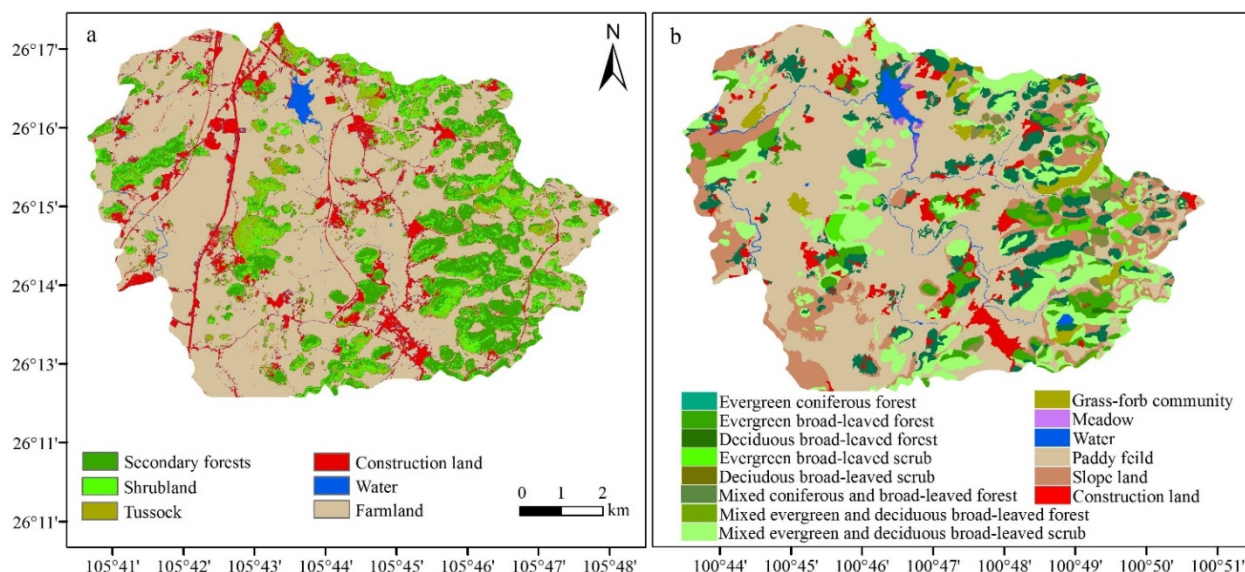 a
N
b
26°17'
26°16'
26°15'
26°14'
26°13'
26°11'
26°11'
Secondary forests
Shrubland
Tussock
Construction land
Water
Farmland
0 1 2
km
Evergreen coniferous forest
Evergreen broad-leaved forest
Deciduous broad-leaved forest
Evergreen broad-leaved scrub
Deciudous broad-leaved scrub
Mixed coniferous and broad-leaved forest
Mixed evergreen and deciduous broad-leaved forest
Mixed evergreen and deciduous broad-leaved scrub
Grass-forb community
Meadow
Water
Paddy feild
Slope land
Construction land
105°41' 105°42' 105°43' 105°44' 105°45' 105°46' 105°47' 105°48'
100°44' 100°45' 100°46' 100°47' 100°48' 100°49' 100°50' 100°51'